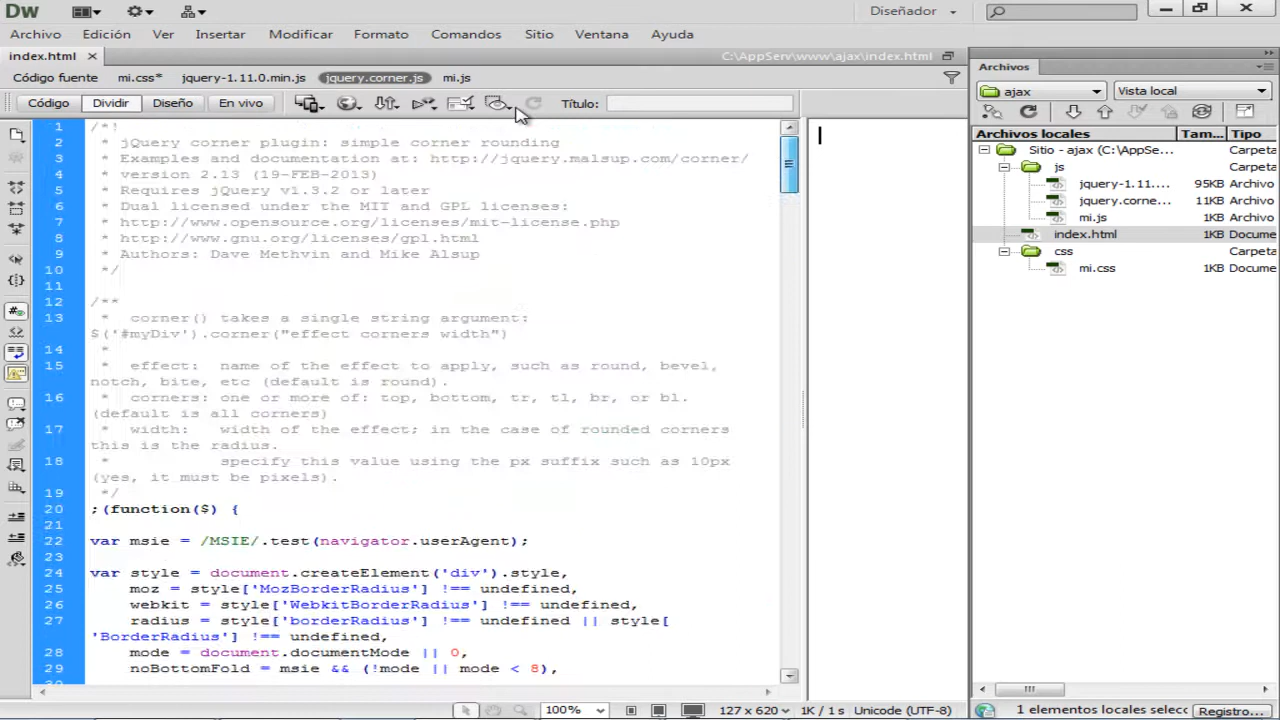 Dw
Diseñador
Archivo Edición Ver Insertar Modificar Formato Comandos Sitio Ventana Ayuda
index.html
C:\AppServ\www\ajax\index.html
Código fuente mi.css* jquery-1.11.0.min.js jquery.corner.js mi.js
Código Dividir Diseño En vivo Título:
1 /*!
2 * jQuery corner plugin: simple corner rounding
3 * Examples and documentation at: http://jquery.malsup.com/corner/
4 * version 2.13 (19-FEB-2013)
5 * Requires jQuery v1.3.2 or later
6 * Dual licensed under the MIT and GPL licenses:
7 * http://www.opensource.org/licenses/mit-license.php
8 * http://www.gnu.org/licenses/gpl.html
9 * Authors: Dave Methvin and Mike Alsup
10 */
11
12 /**
13 * corner() takes a single string argument:
$('#myDiv').corner("effect corners width")
14 *
15 * effect: name of the effect to apply, such as round, bevel,
notch, bite, etc (default is round).
16 * corners: one or more of: top, bottom, tr, tl, br, or bl.
(default is all corners)
17 * width: width of the effect; in the case of rounded corners
this is the radius.
18 * specify this value using the px suffix such as 10px
(yes, it must be pixels).
19 */
20 ;(function($) {
21
22 var msie = /MSIE/.test(navigator.userAgent);
23
24 var style = document.createElement('div').style,
25 moz = style['MozBorderRadius'] !== undefined,
26 webkit = style['WebkitBorderRadius'] !== undefined,
27 radius = style['borderRadius'] !== undefined || style[
'BorderRadius'] !== undefined,
28 mode = document.documentMode || 0,
29 noBottomFold = msie && (!mode || mode < 8),
100% 127 x 620 1K / 1 s Unicode (UTF-8)
Archivos
ajax Vista local
Archivos locales Tam... Tipo
Sitio - ajax (C:\AppSe... Carpeta
js Carpeta
jquery-1.11.... 95KB Archivo
jquery.corne... 11KB Archivo
mi.js 1KB Archivo
index.html 1KB Docume
css Carpeta
mi.css 1KB Docume
1 elementos locales seleccionados Registro...